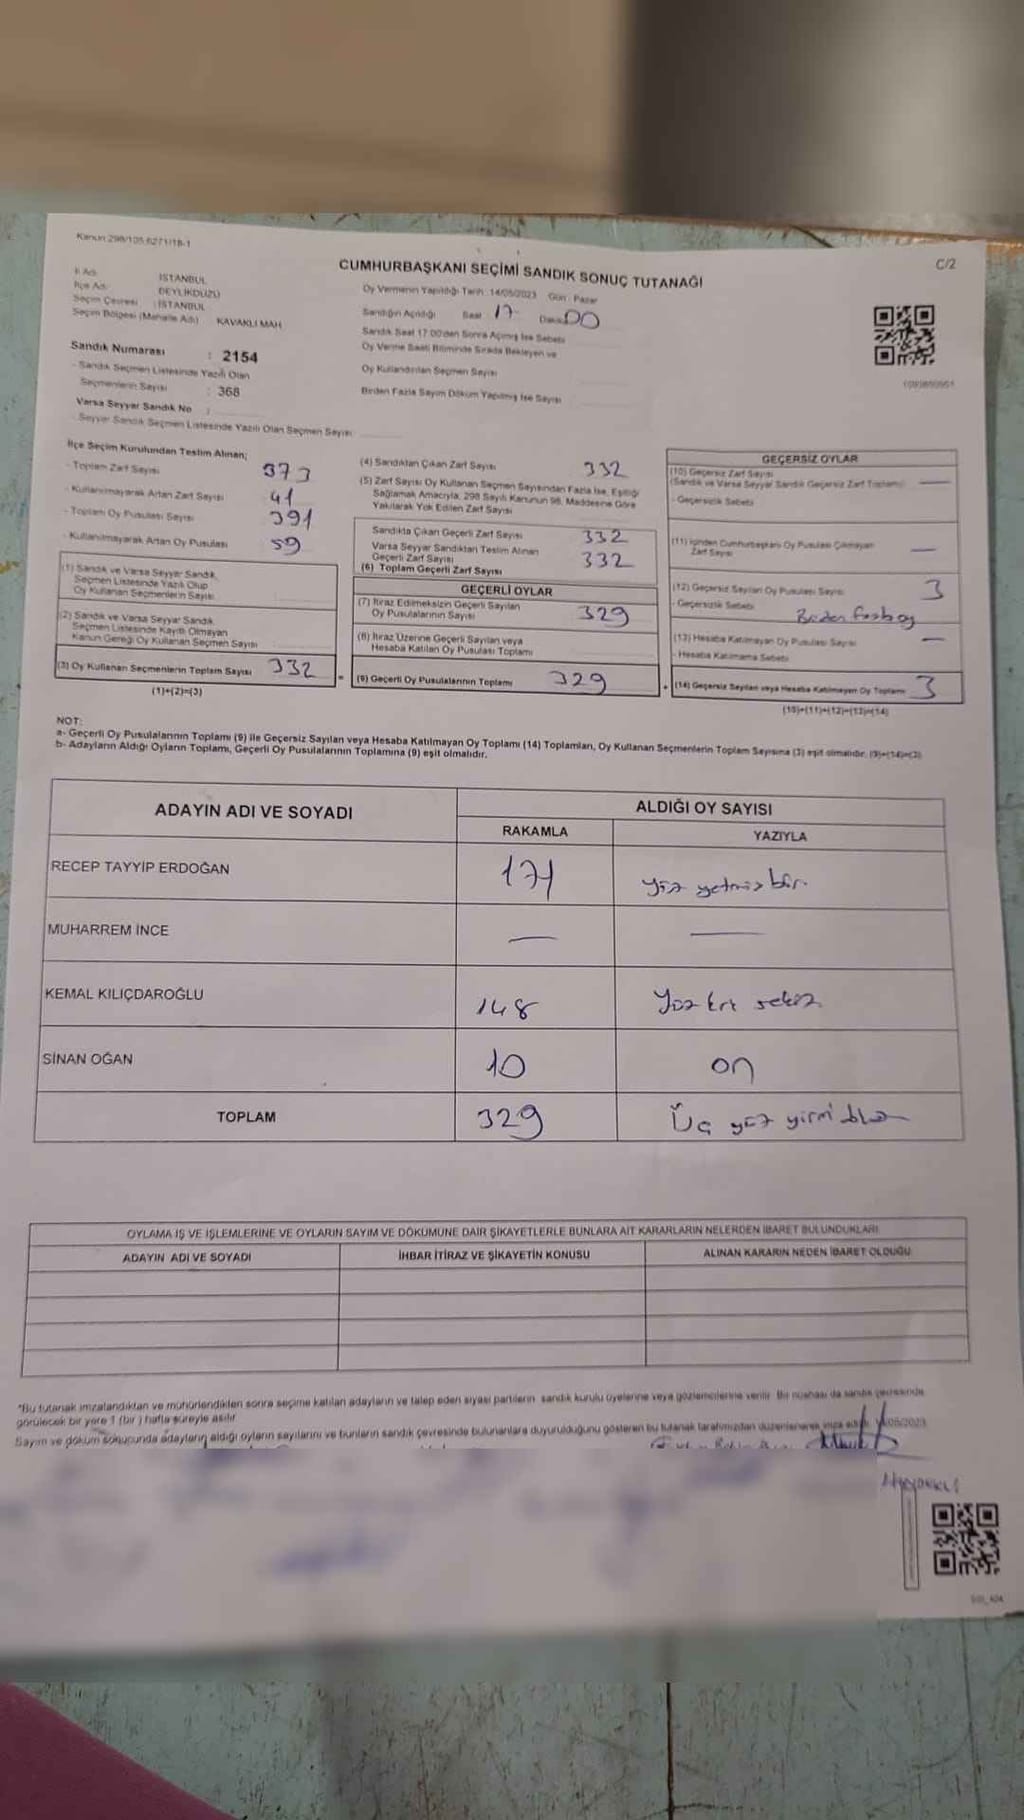 Kanun:298/105,6271/18-1
C/2
CUMHURBAŞKANI SEÇİMİ SANDIK SONUÇ TUTANAĞI
İl Adı : İSTANBUL
İlçe Adı : BEYLİKDÜZÜ
Seçim Çevresi : İSTANBUL
Seçim Bölgesi (Mahalle Adı) : KAVAKLI MAH
Oy Vermenin Yapıldığı Tarih : 14/05/2023 Gün : Pazar
Sandığın Açıldığı Saat 17 Dakika 00
Sandık Saat 17:00'den Sonra Açılmış İse Sebebi
Oy Verme Saati Bitiminde Sırada Bekleyen ve
Oy Kullandırılan Seçmen Sayısı
Birden Fazla Sayım Döküm Yapılmış İse Sayısı
Sandık Numarası : 2154
- Sandık Seçmen Listesinde Yazılı Olan
Seçmenlerin Sayısı : 368
Varsa Seyyar Sandık No :
- Seyyar Sandık Seçmen Listesinde Yazılı Olan Seçmen Sayısı:
İlçe Seçim Kurulundan Teslim Alınan;
- Toplam Zarf Sayısı 373
- Kullanılmayarak Artan Zarf Sayısı 41
- Toplam Oy Pusulası Sayısı 391
- Kullanılmayarak Artan Oy Pusulası 59
(1) Sandık ve Varsa Seyyar Sandık
Seçmen Listesinde Yazılı Olup
Oy Kullanan Seçmenlerin Sayısı
(2) Sandık ve Varsa Seyyar Sandık
Seçmen Listesinde Kayıtlı Olmayan
Kanun Gereği Oy Kullanan Seçmen Sayısı
(3) Oy Kullanan Seçmenlerin Toplam Sayısı 332
(1)+(2)=(3)
(4) Sandıktan Çıkan Zarf Sayısı 332
(5) Zarf Sayısı Oy Kullanan Seçmen Sayısından Fazla İse, Eşitliği
Sağlamak Amacıyla, 298 Sayılı Kanunun 98. Maddesine Göre
Yakılarak Yok Edilen Zarf Sayısı
Sandıkta Çıkan Geçerli Zarf Sayısı 332
Varsa Seyyar Sandıktan Teslim Alınan
Geçerli Zarf Sayısı
(6) Toplam Geçerli Zarf Sayısı 332
GEÇERLİ OYLAR
(7) İtiraz Edilmeksizin Geçerli Sayılan
Oy Pusulalarının Sayısı 329
(8) İtiraz Üzerine Geçerli Sayılan veya
Hesaba Katılan Oy Pusulası Toplamı
(9) Geçerli Oy Pusulalarının Toplamı 329
GEÇERSİZ OYLAR
(10) Geçersiz Zarf Sayısı
(Sandık ve Varsa Seyyar Sandık Geçersiz Zarf Toplamı) —
- Geçersizlik Sebebi
(11) İçinden Cumhurbaşkanı Oy Pusulası Çıkmayan
Zarf Sayısı —
(12) Geçersiz Sayılan Oy Pusulası Sayısı 3
- Geçersizlik Sebebi
(13) Hesaba Katılmayan Oy Pusulası Sayısı —
- Hesaba Katılmama Sebebi
(14) Geçersiz Sayılan veya Hesaba Katılmayan Oy Toplamı 3
(10)+(11)+(12)+(13)=(14)
NOT:
a- Geçerli Oy Pusulalarının Toplamı (9) ile Geçersiz Sayılan veya Hesaba Katılmayan Oy Toplamı (14) Toplamları, Oy Kullanan Seçmenlerin Toplam Sayısına (3) eşit olmalıdır. (9)+(14)=(3)
b- Adayların Aldığı Oyların Toplamı, Geçerli Oy Pusulalarının Toplamına (9) eşit olmalıdır.
ADAYIN ADI VE SOYADI
ALDIĞI OY SAYISI
RAKAMLA YAZIYLA
RECEP TAYYİP ERDOĞAN 171 yüz yetmiş bir
MUHARREM İNCE — —
KEMAL KILIÇDAROĞLU 148 Yüz kırk sekiz
SİNAN OĞAN 10 on
TOPLAM 329 Üç yüz yirmi dokuz
OYLAMA İŞ VE İŞLEMLERİNE VE OYLARIN SAYIM VE DÖKÜMÜNE DAİR ŞİKAYETLERLE BUNLARA AİT KARARLARIN NELERDEN İBARET BULUNDUKLARI
ADAYIN ADI VE SOYADI İHBAR İTİRAZ VE ŞİKAYETİN KONUSU ALINAN KARARIN NEDEN İBARET OLDUĞU
*Bu tutanak imzalandıktan ve mühürlendikten sonra seçime katılan adayların ve talep eden siyasi partilerin sandık kurulu üyelerine veya gözlemcilerine verilir. Bir nüshası da sandık çevresinde
görülecek bir yere 1 (bir) hafta süreyle asılır.
Sayım ve döküm sonucunda adayların aldığı oyların sayılarını ve bunların sandık çevresinde bulunanlara duyurulduğunu gösteren bu tutanak tarafımızdan düzenlenerek imza edildi.